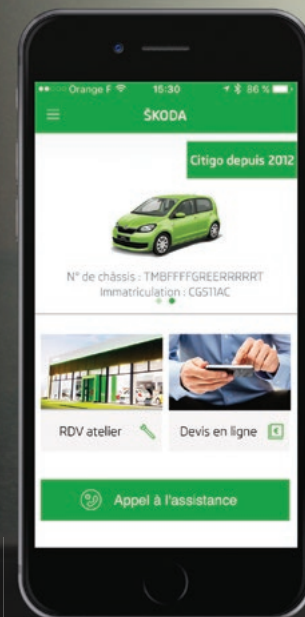 Orange F 15:30 86 %
ŠKODA
Citigo depuis 2012
N° de châssis : TMBFFFFGREERRRRRT
Immatriculation : CG511AC
RDV atelier
Devis en ligne
Appel à l'assistance